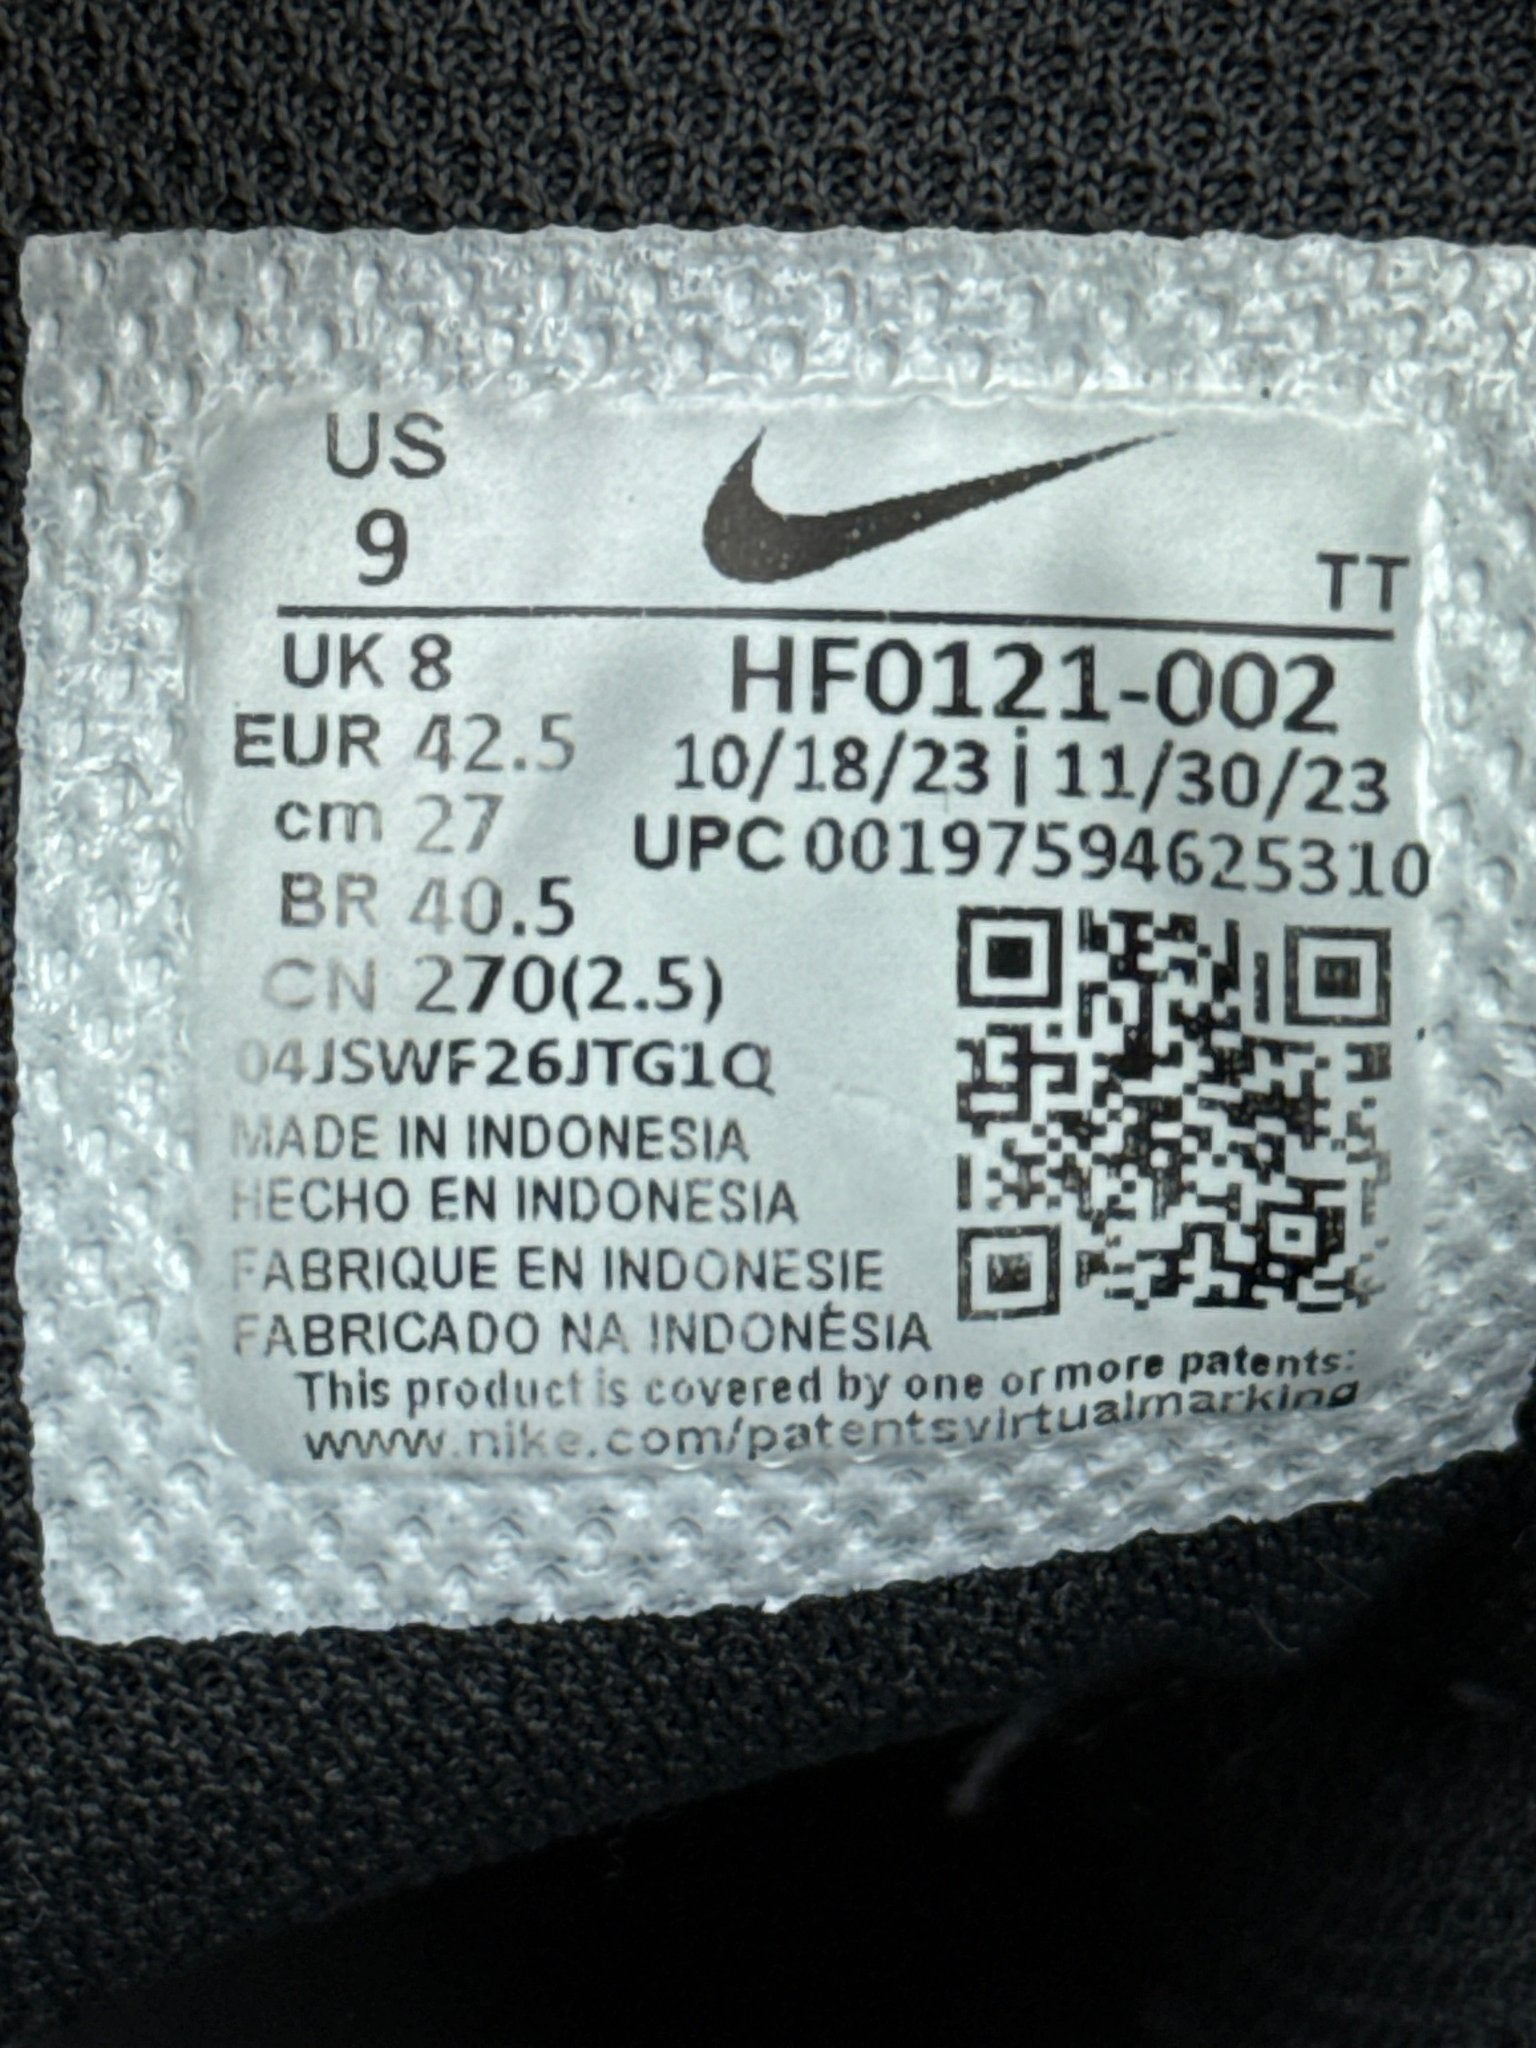 US
9
TT
UK 8
HF0121-002
EUR 42.5
10/18/23 | 11/30/23
cm 27
UPC 00197594625310
BR 40.5
CN 270(2.5)
04JSWF26JTG1Q
MADE IN INDONESIA
HECHO EN INDONESIA
FABRIQUE EN INDONESIE
FABRICADO NA INDONÉSIA
This product is covered by one or more patents:
www.nike.com/patentsvirtualmarking